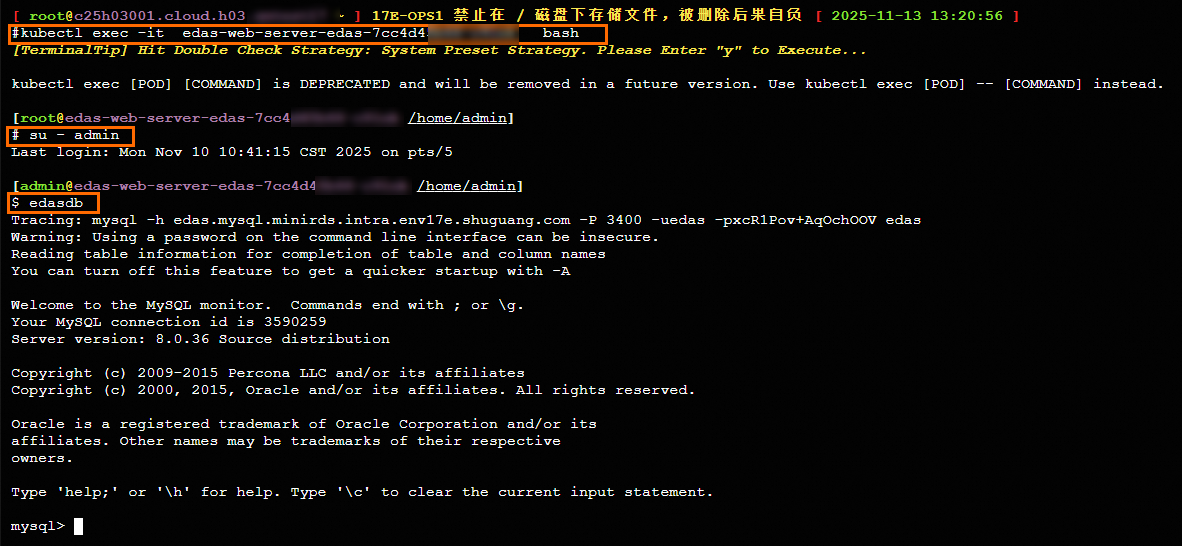 [ root@c25h03001.cloud.h03 ~ ] 17E-OPS1 禁止在 / 磁盘下存储文件，被删除后果自负 [ 2025-11-13 13:20:56 ]
#kubectl exec -it edas-web-server-edas-7cc4d4 bash
[TerminalTip] Hit Double Check Strategy: System Preset Strategy. Please Enter "y" to Execute...
kubectl exec [POD] [COMMAND] is DEPRECATED and will be removed in a future version. Use kubectl exec [POD] -- [COMMAND] instead.
[root@edas-web-server-edas-7cc4 /home/admin]
# su - admin
Last login: Mon Nov 10 10:41:15 CST 2025 on pts/5
[admin@edas-web-server-edas-7cc4d4 /home/admin]
$ edasdb
Tracing: mysql -h edas.mysql.minirds.intra.env17e.shuguang.com -P 3400 -uedas -pxcR1Pov+AqOchOOV edas
Warning: Using a password on the command line interface can be insecure.
Reading table information for completion of table and column names
You can turn off this feature to get a quicker startup with -A
Welcome to the MySQL monitor.  Commands end with ; or \g.
Your MySQL connection id is 3590259
Server version: 8.0.36 Source distribution
Copyright (c) 2009-2015 Percona LLC and/or its affiliates
Copyright (c) 2000, 2015, Oracle and/or its affiliates. All rights reserved.
Oracle is a registered trademark of Oracle Corporation and/or its
affiliates. Other names may be trademarks of their respective
owners.
Type 'help;' or '\h' for help. Type '\c' to clear the current input statement.
mysql>